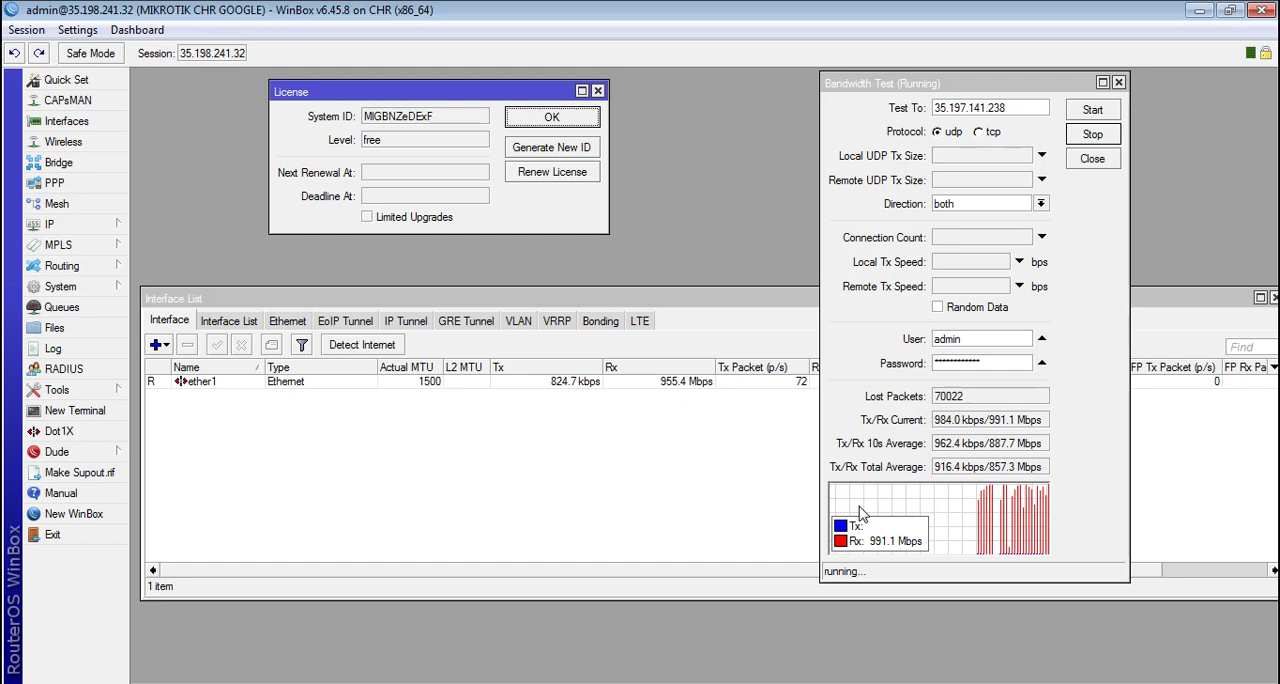 admin@35.198.241.32 (MIKROTIK CHR GOOGLE) - WinBox v6.45.8 on CHR (x86_64)
Session Settings Dashboard
Safe Mode Session: 35.198.241.32
RouterOS WinBox
Quick Set
CAPsMAN
Interfaces
Wireless
Bridge
PPP
Mesh
IP
MPLS
Routing
System
Queues
Files
Log
RADIUS
Tools
New Terminal
Dot1X
Dude
Make Supout.rif
Manual
New WinBox
Exit
License
System ID: MIGBNZeDExF OK
Level: free Generate New ID
Next Renewal At: Renew License
Deadline At:
Limited Upgrades
Interface List
Interface Interface List Ethernet EoIP Tunnel IP Tunnel GRE Tunnel VLAN VRRP Bonding LTE
Detect Internet Find
Name Type Actual MTU L2 MTU Tx Rx Tx Packet (p/s) R FP Tx Packet (p/s) FP Rx Pa
R ether1 Ethernet 1500 824.7 kbps 955.4 Mbps 72 0
1 item
Bandwidth Test (Running)
Test To: 35.197.141.238 Start
Protocol: udp tcp Stop
Local UDP Tx Size: Close
Remote UDP Tx Size:
Direction: both
Connection Count:
Local Tx Speed: bps
Remote Tx Speed: bps
Random Data
User: admin
Password: ************
Lost Packets: 70022
Tx/Rx Current: 984.0 kbps/991.1 Mbps
Tx/Rx 10s Average: 962.4 kbps/887.7 Mbps
Tx/Rx Total Average: 916.4 kbps/857.3 Mbps
Tx:
Rx: 991.1 Mbps
running...